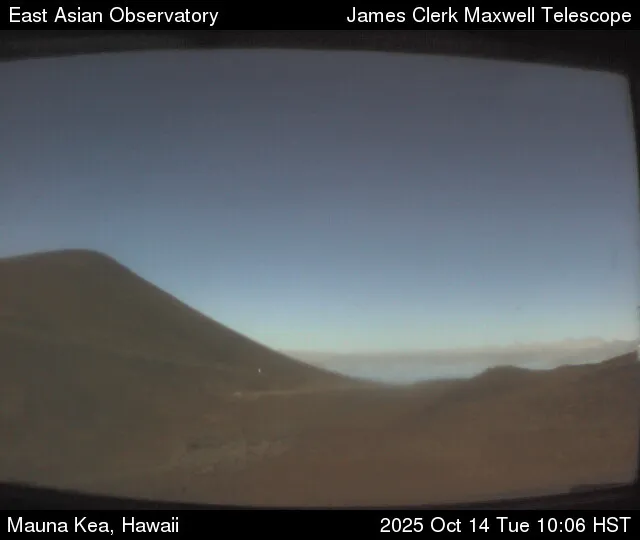 East Asian Observatory
James Clerk Maxwell Telescope
Mauna Kea, Hawaii
2025 Oct 14 Tue 10:06 HST